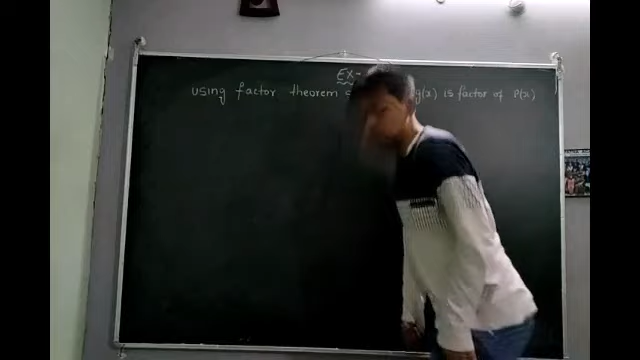 EX-
using factor theorem g(x) is factor of P(x)